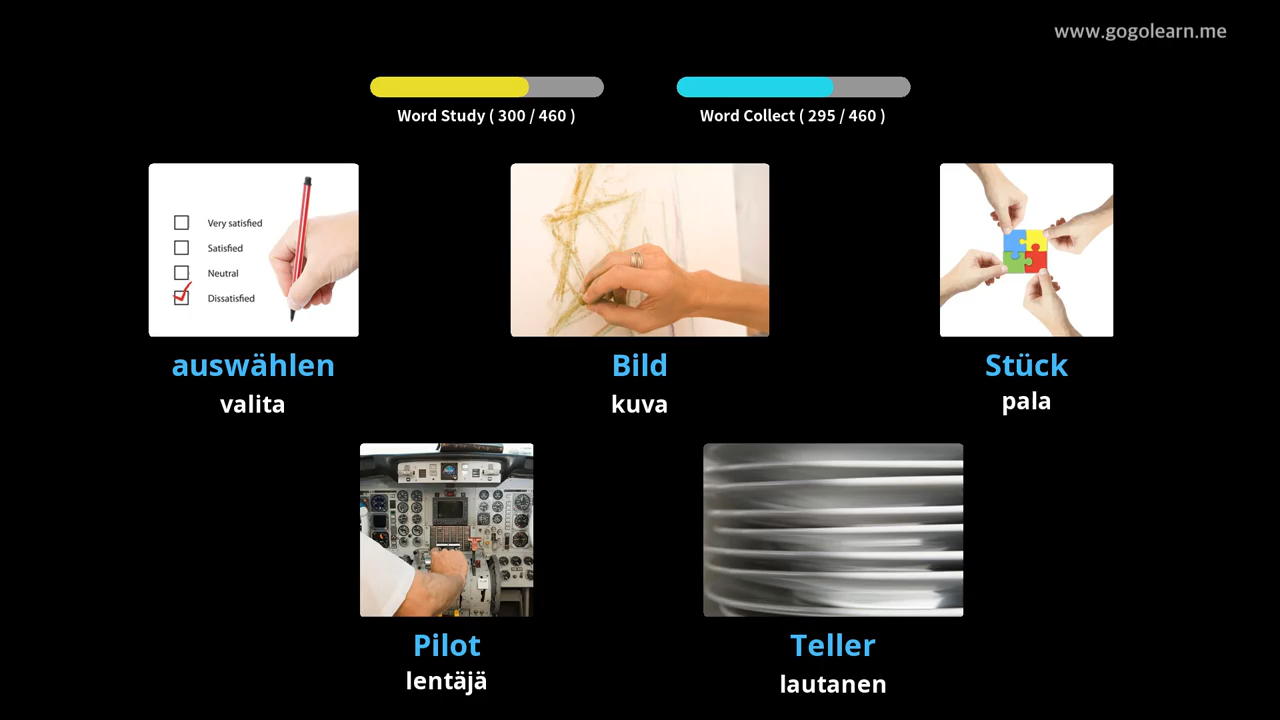 www.gogolearn.me
Word Study ( 300 / 460 )
Word Collect ( 295 / 460 )
Very satisfied
Satisfied
Neutral
Dissatisfied
auswählen
valita
Bild
kuva
Stück
pala
Pilot
lentäjä
Teller
lautanen